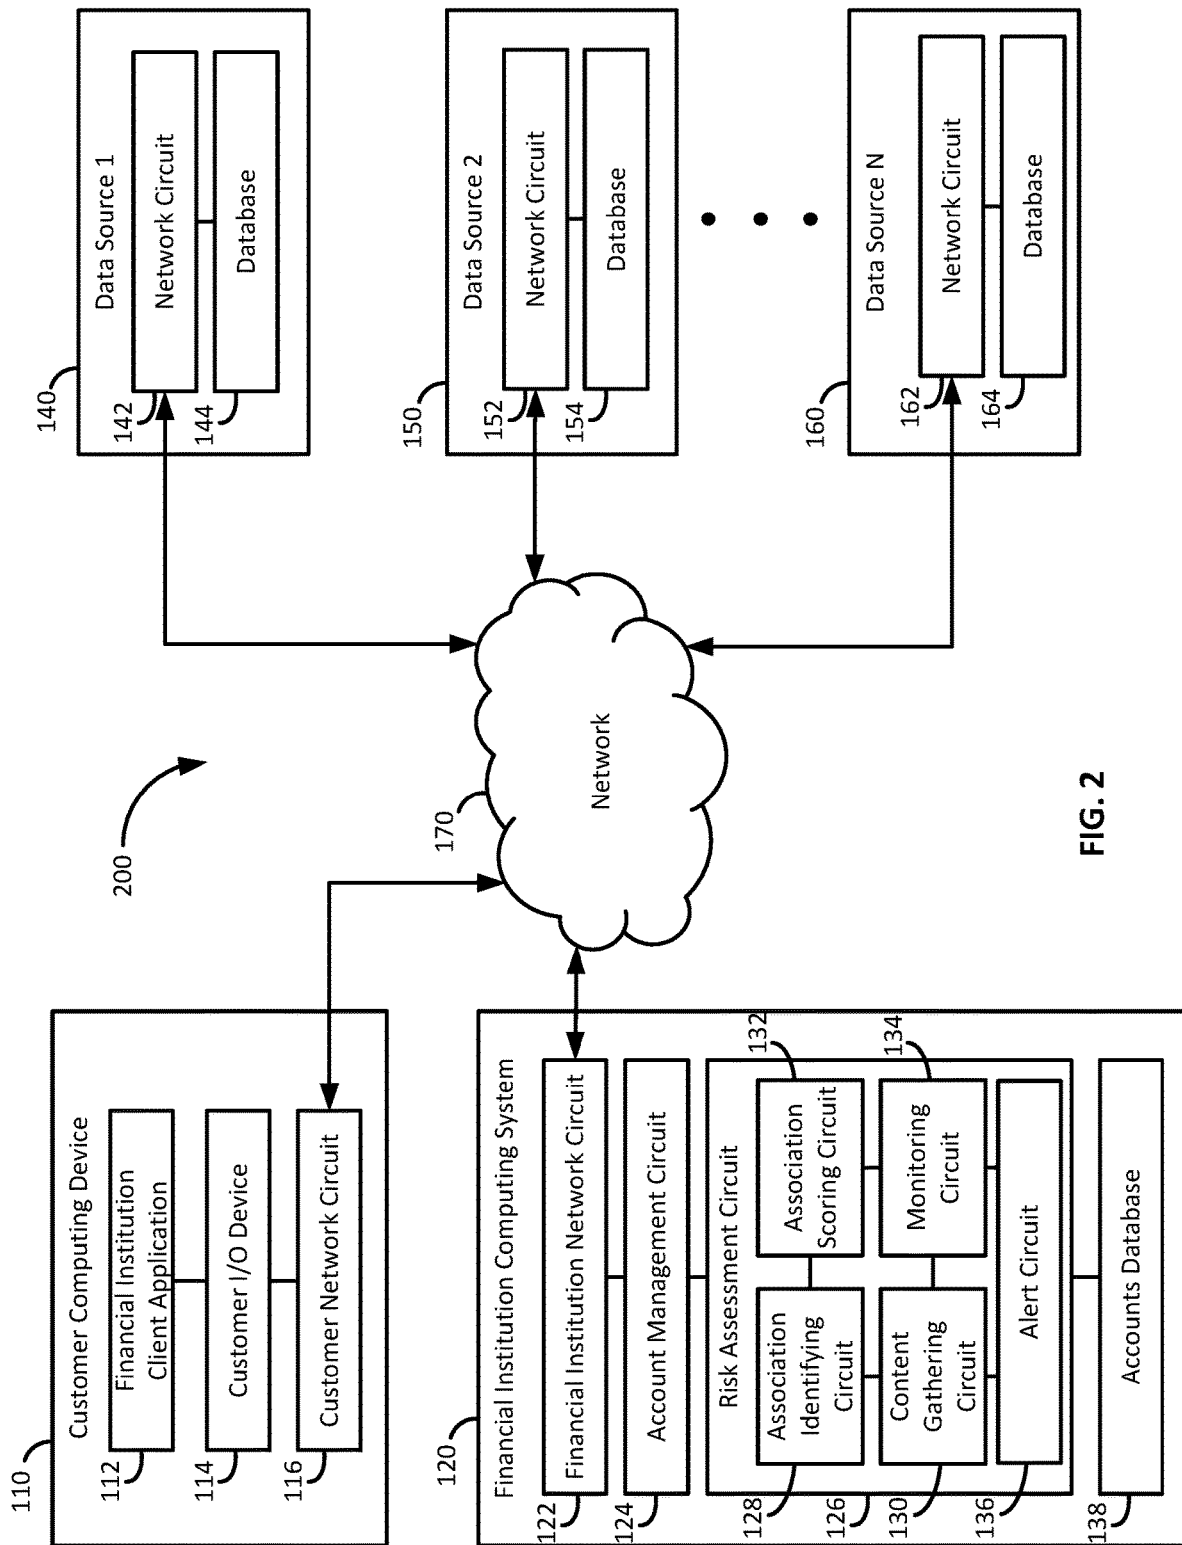 110
Customer Computing Device
112
Financial Institution
Client Application
114
Customer I/O Device
116
Customer Network Circuit
200
120
Financial Institution Computing System
122
Financial Institution Network Circuit
124
Account Management Circuit
126
Risk Assessment Circuit
128
Association
Identifying
Circuit
132
Association
Scoring Circuit
130
Content
Gathering
Circuit
134
Monitoring
Circuit
136
Alert Circuit
138
Accounts Database
170
Network
140
Data Source 1
142
Network Circuit
144
Database
150
Data Source 2
152
Network Circuit
154
Database
160
Data Source N
162
Network Circuit
164
Database
FIG. 2